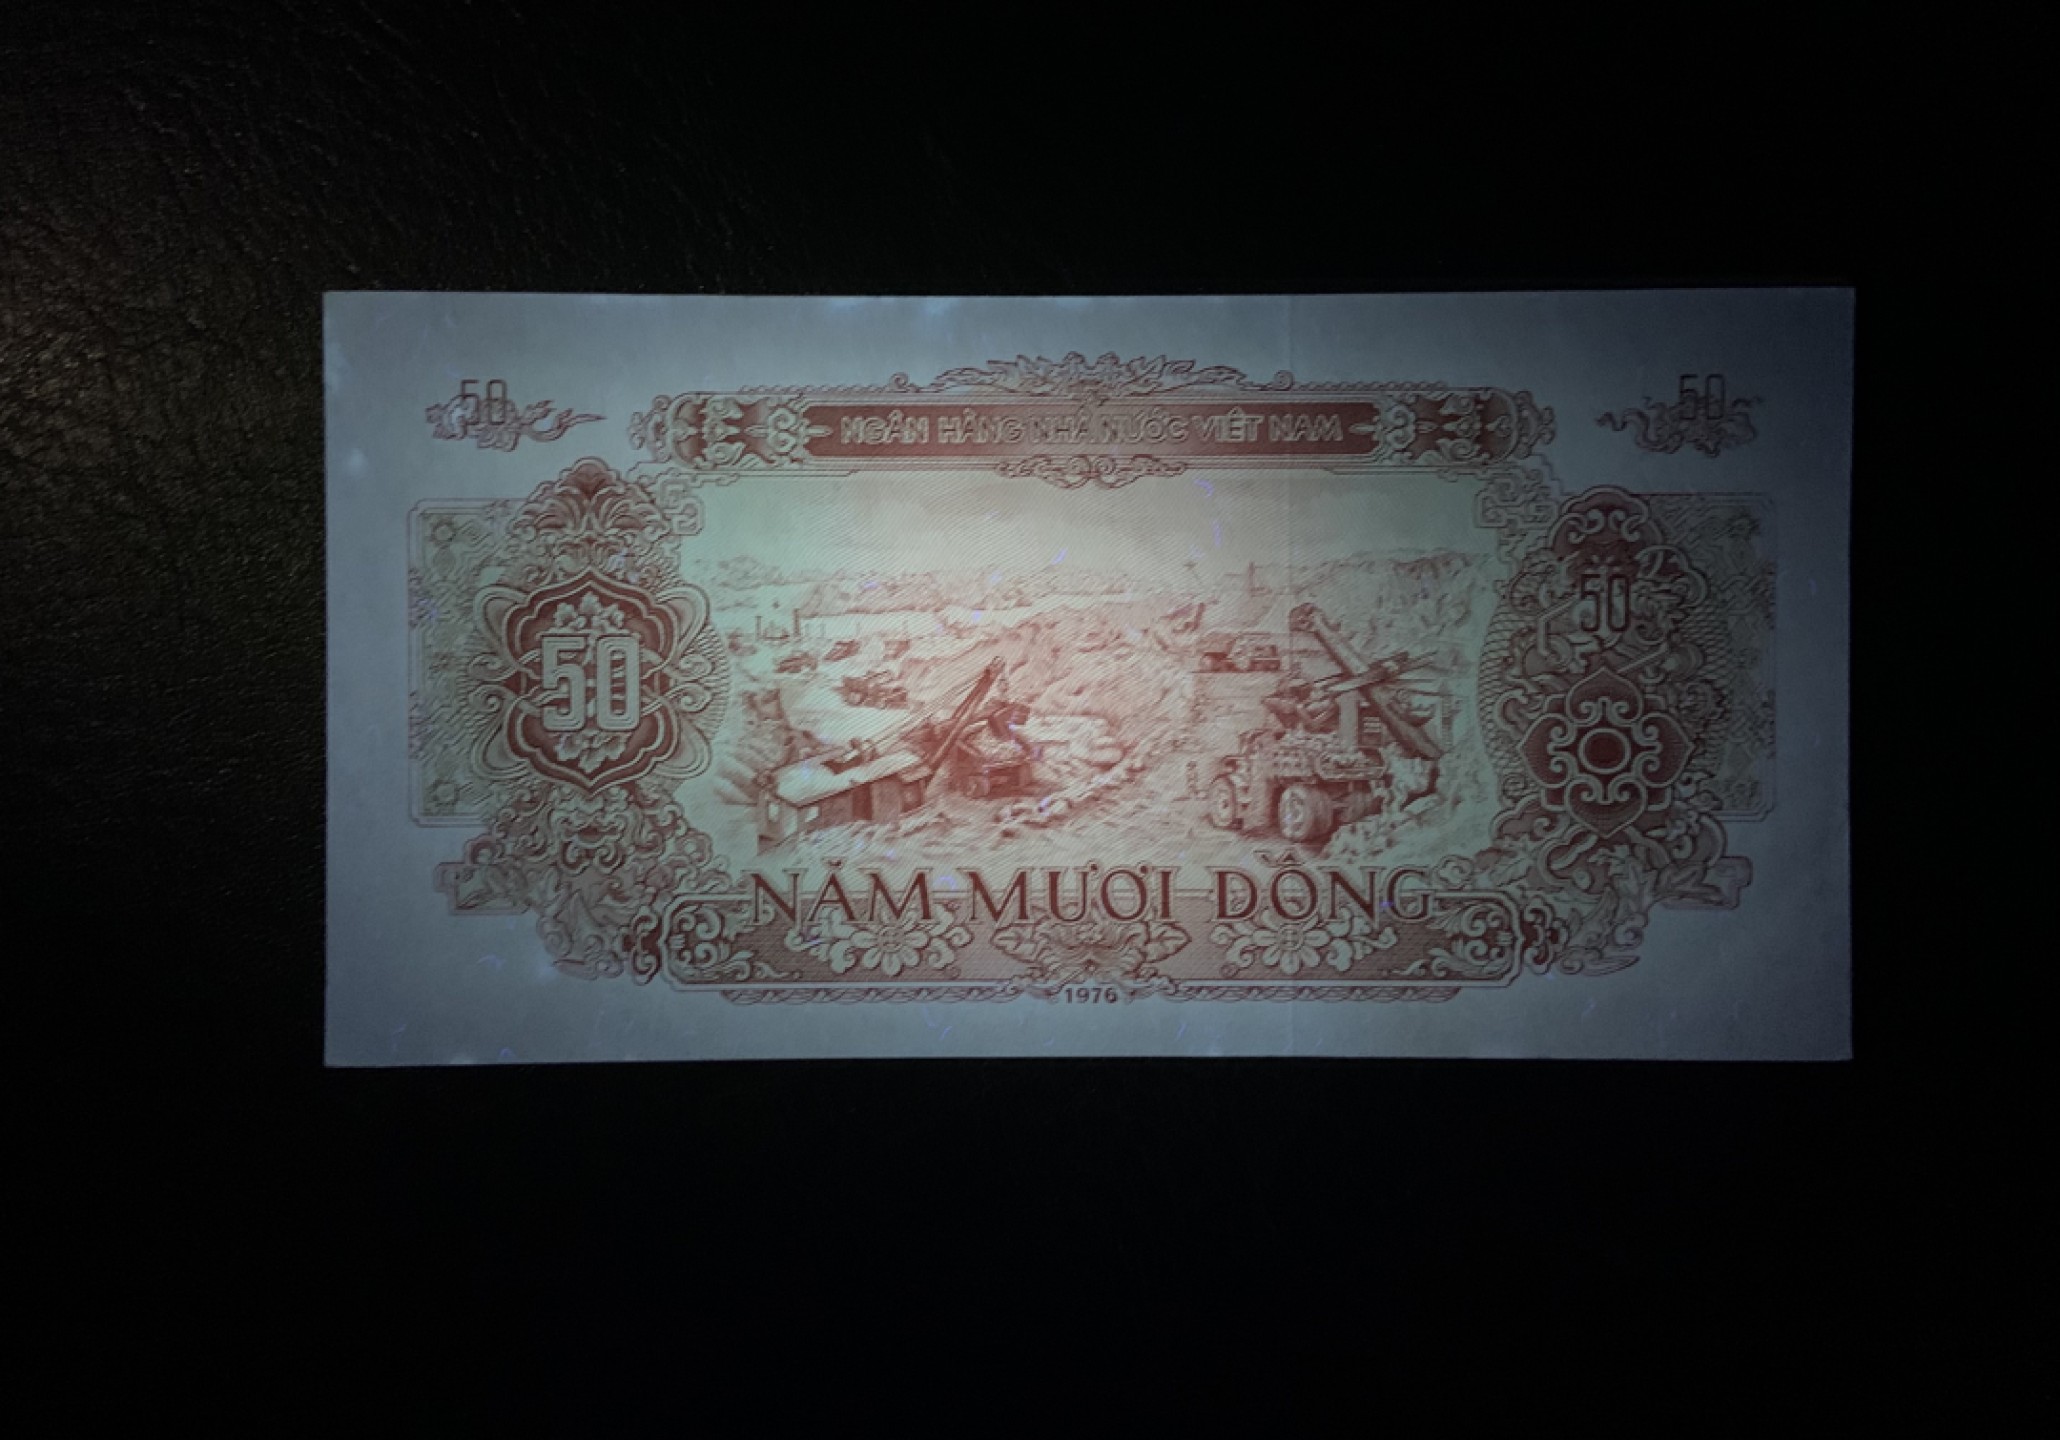 50
50
NGÂN HÀNG NHÀ NƯỚC VIỆT NAM
50
50
NĂM MƯƠI ĐỒNG
1976